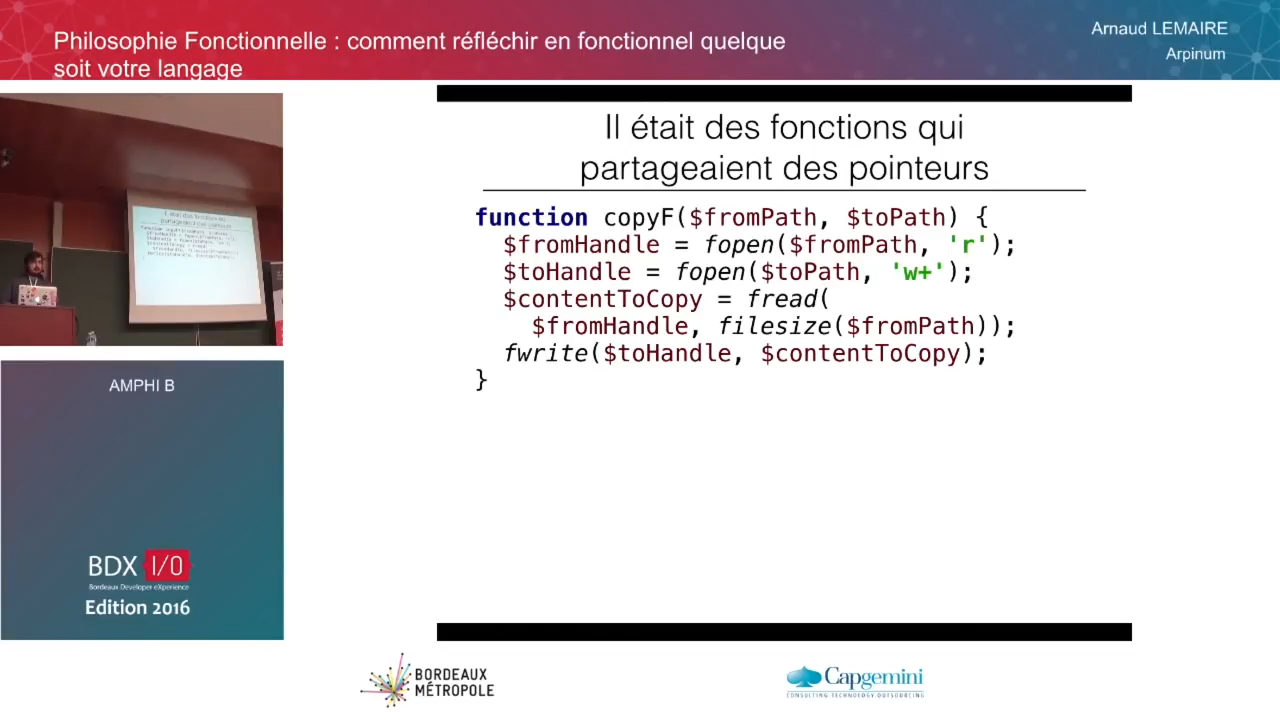 Philosophie Fonctionnelle : comment réfléchir en fonctionnel quelque
soit votre langage
Arnaud LEMAIRE
Arpinum
Il était des fonctions qui
partageaient des pointeurs
function copyF($fromPath, $toPath) {
  $fromHandle = fopen($fromPath, 'r');
  $toHandle = fopen($toPath, 'w+');
  $contentToCopy = fread(
    $fromHandle, filesize($fromPath));
  fwrite($toHandle, $contentToCopy);
}
AMPHI B
BDX I/O
Bordeaux Developer eXperience
Edition 2016
BORDEAUX
MÉTROPOLE
Capgemini
CONSULTING.TECHNOLOGY.OUTSOURCING